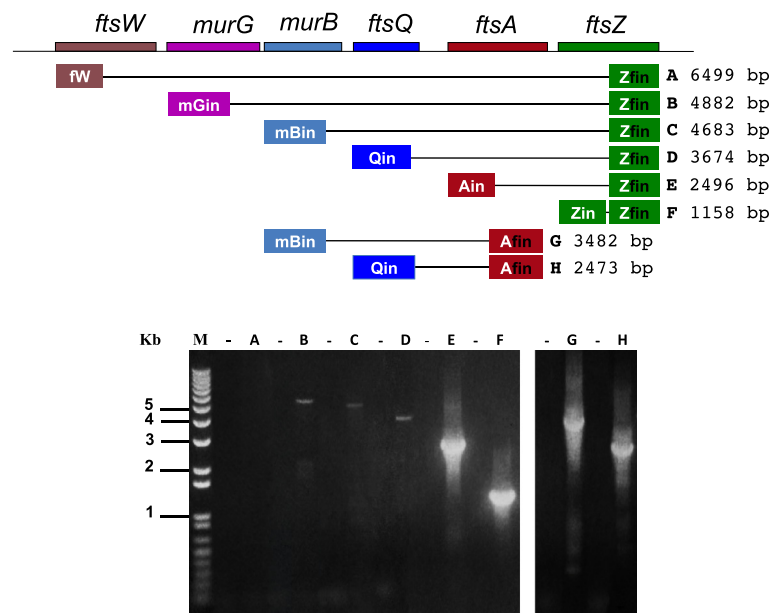 ftsW murG murB ftsQ ftsA ftsZ
fW Zfin A 6499 bp
mGin Zfin B 4882 bp
mBin Zfin C 4683 bp
Qin Zfin D 3674 bp
Ain Zfin E 2496 bp
Zin Zfin F 1158 bp
mBin Afin G 3482 bp
Qin Afin H 2473 bp
Kb M - A - B - C - D - E - F - G - H
5
4
3
2
1